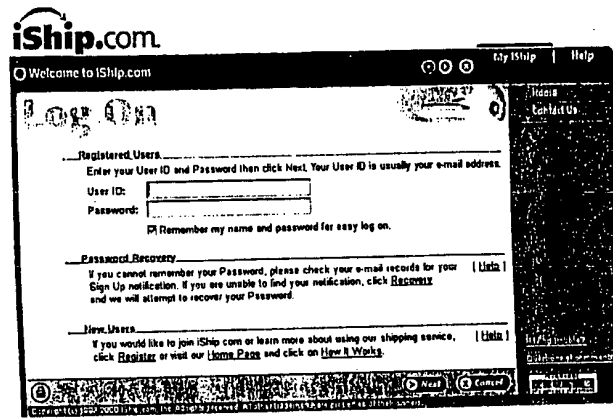 iShip.com
My iShip | Help
Welcome to iShip.com
Log On
Home
Contact Us
Registered Users
Enter your User ID and Password then click Next. Your User ID is usually your e-mail address.
User ID:
Password:
Remember my name and password for easy log on.
Password Recovery
If you cannot remember your Password, please check your e-mail records for your [ Help ]
Sign Up notification. If you are unable to find your notification, click Recovery
and we will attempt to recover your Password.
New Users
If you would like to join iShip com or learn more about using our shipping service, [ Help ]
click Register or visit our Home Page and click on How It Works.
Next Cancel